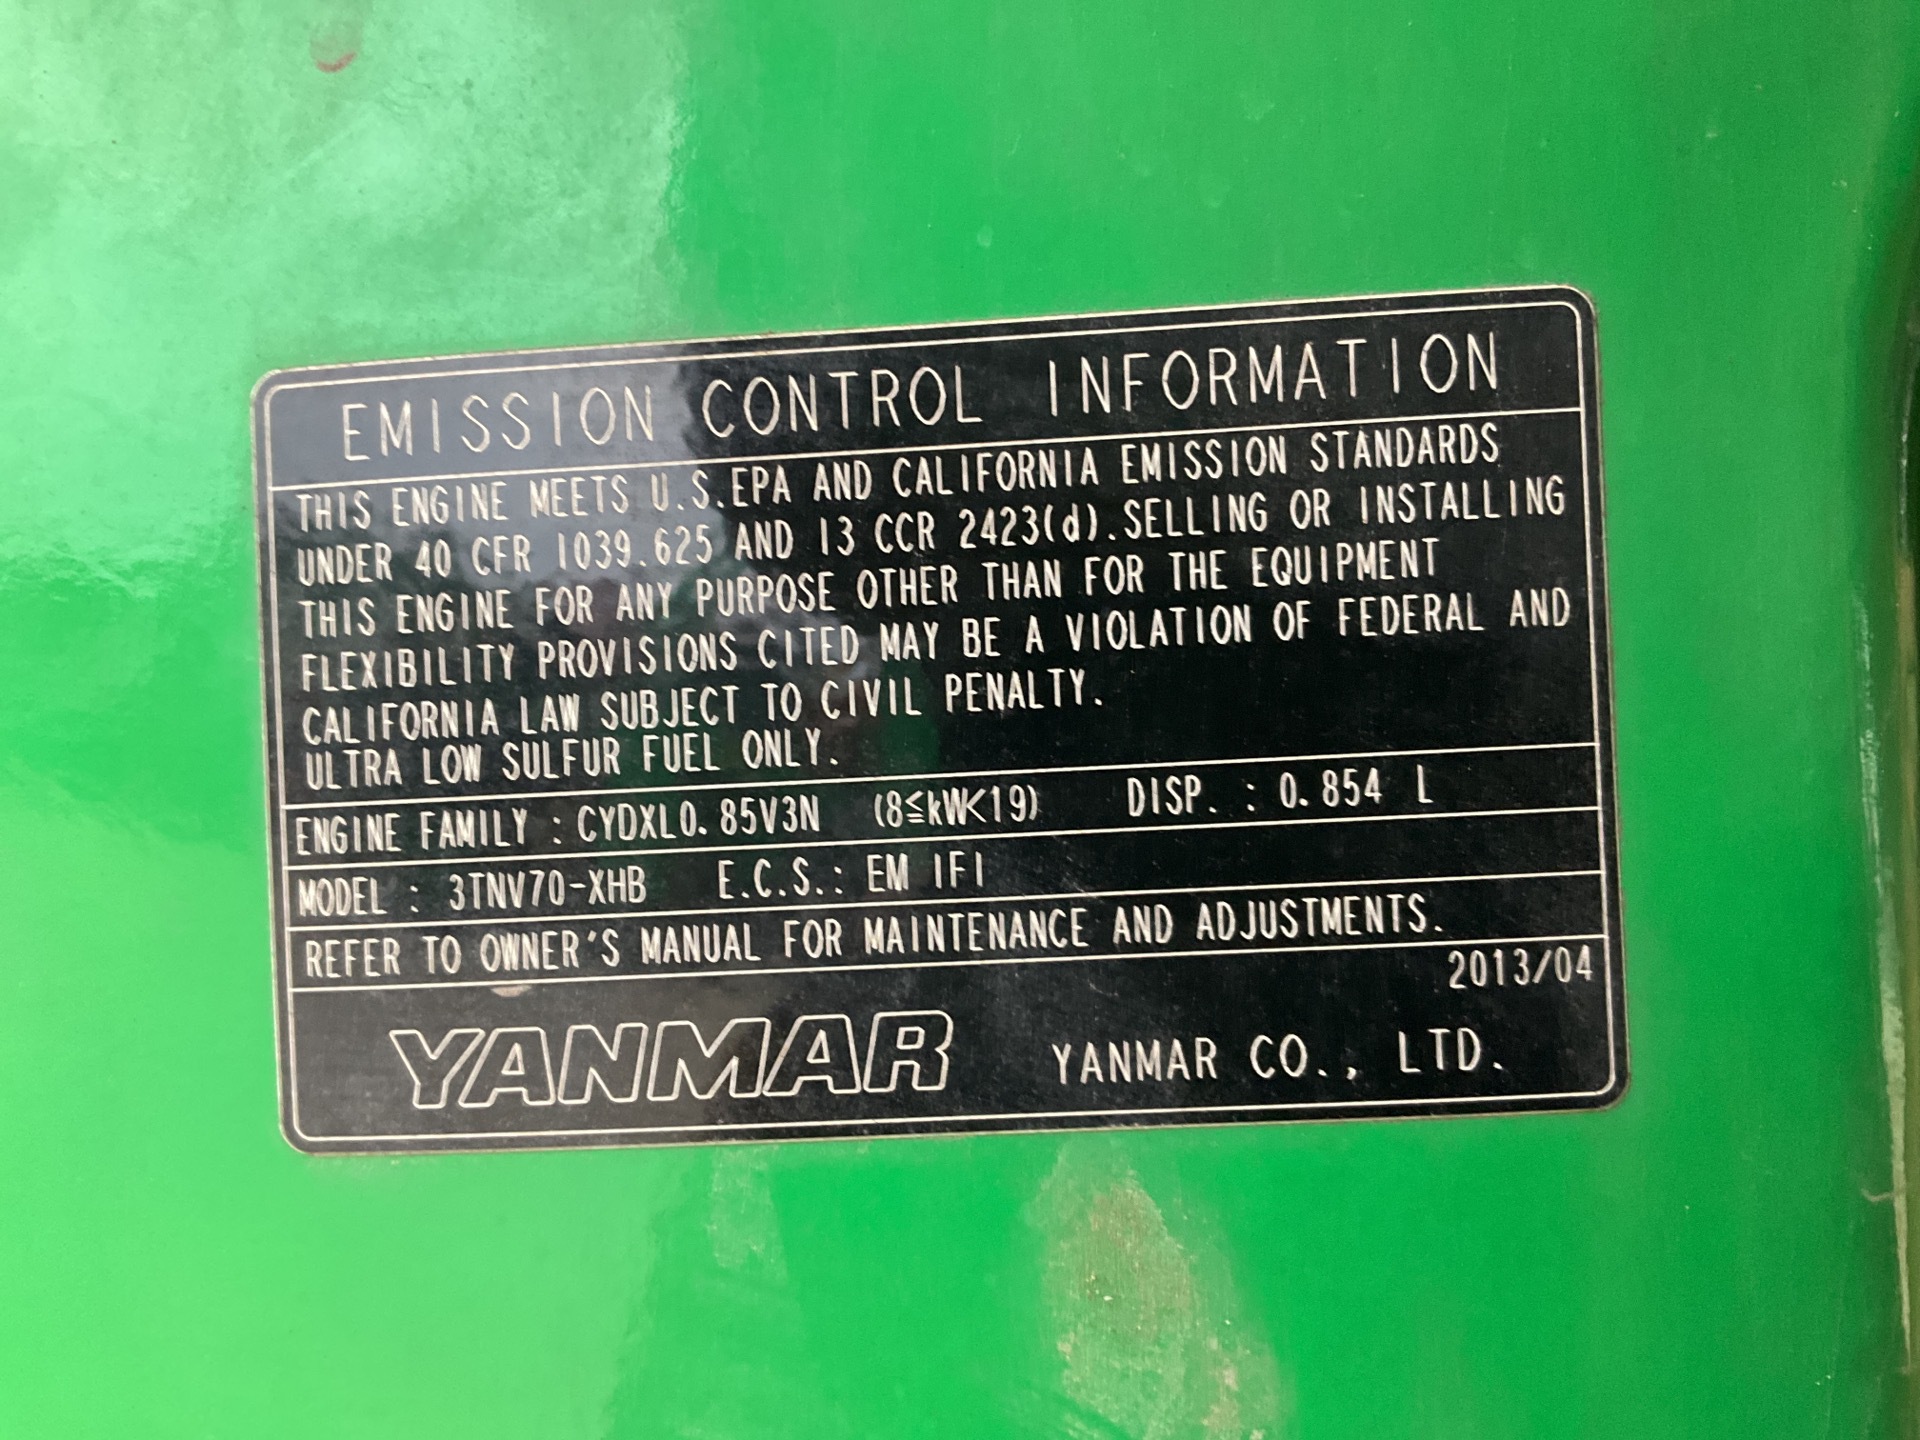 EMISSION CONTROL INFORMATION
THIS ENGINE MEETS U.S.EPA AND CALIFORNIA EMISSION STANDARDS
UNDER 40 CFR 1039.625 AND 13 CCR 2423(d).SELLING OR INSTALLING
THIS ENGINE FOR ANY PURPOSE OTHER THAN FOR THE EQUIPMENT
FLEXIBILITY PROVISIONS CITED MAY BE A VIOLATION OF FEDERAL AND
CALIFORNIA LAW SUBJECT TO CIVIL PENALTY.
ULTRA LOW SULFUR FUEL ONLY.
ENGINE FAMILY : CYDXL0.85V3N (8≦kW<19) DISP. : 0.854 L
MODEL : 3TNV70-XHB E.C.S.: EM IFI
REFER TO OWNER'S MANUAL FOR MAINTENANCE AND ADJUSTMENTS.
2013/04
YANMAR YANMAR CO., LTD.